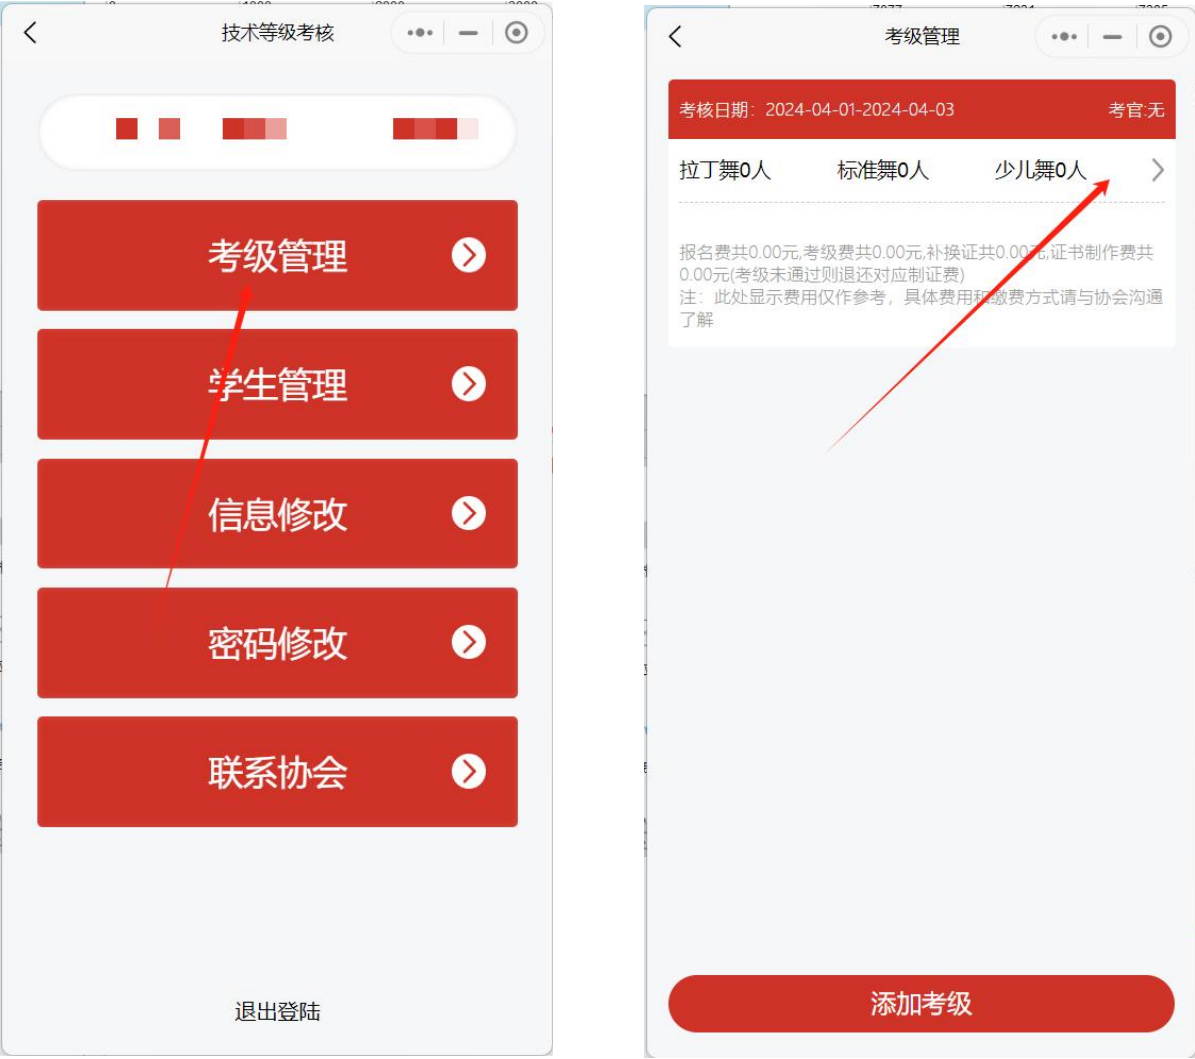 技术等级考核
考级管理
学生管理
信息修改
密码修改
联系协会
退出登陆
考级管理
考核日期：2024-04-01-2024-04-03 考官:无
拉丁舞0人 标准舞0人 少儿舞0人
报名费共0.00元,考级费共0.00元,补换证共0.00元,证书制作费共
0.00元(考级未通过则退还对应制证费)
注：此处显示费用仅作参考，具体费用和缴费方式请与协会沟通
了解
添加考级